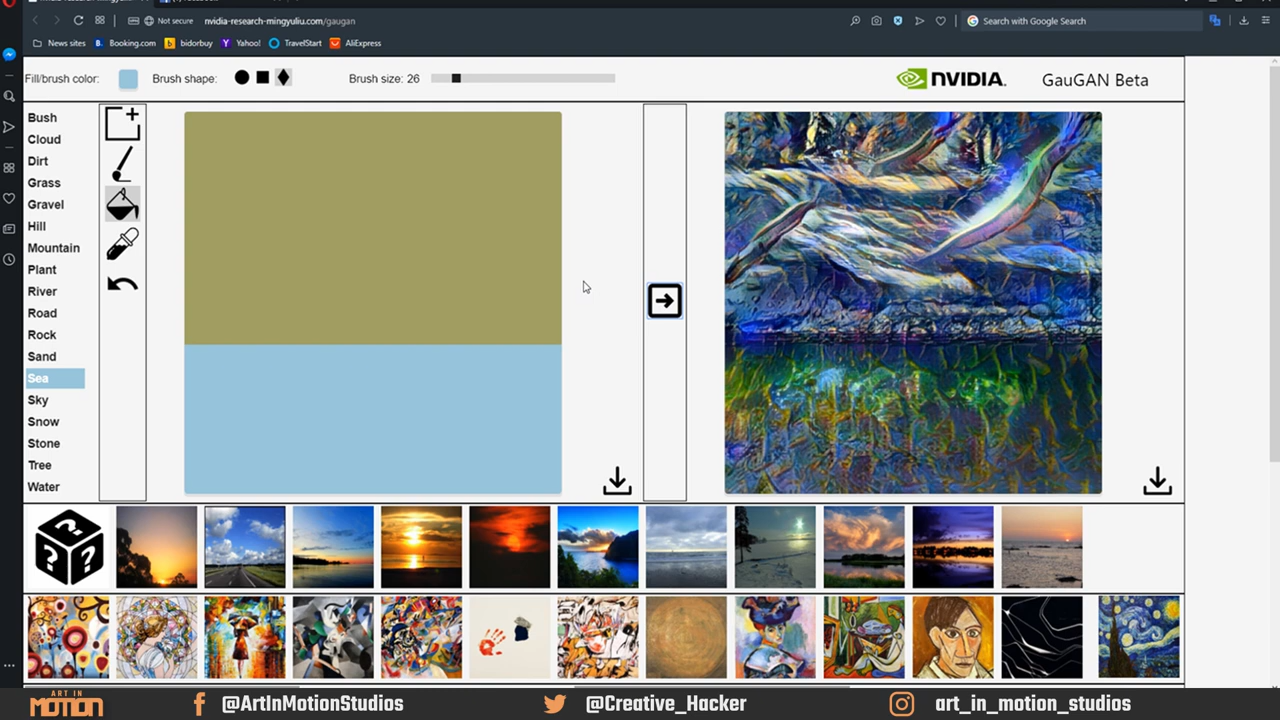 Not secure
nvidia-research-mingyuliu.com/gaugan
Search with Google Search
News sites
B.
Booking.com
b
bidorbuy
Y
Yahoo!
TravelStart
AliExpress
Fill/brush color:
Brush shape:
Brush size: 26
NVIDIA.
GauGAN Beta
Bush
Cloud
Dirt
Grass
Gravel
Hill
Mountain
Plant
River
Road
Rock
Sand
Sea
Sky
Snow
Stone
Tree
Water
ART IN
MOTION
@ArtInMotionStudios
@Creative_Hacker
art_in_motion_studios